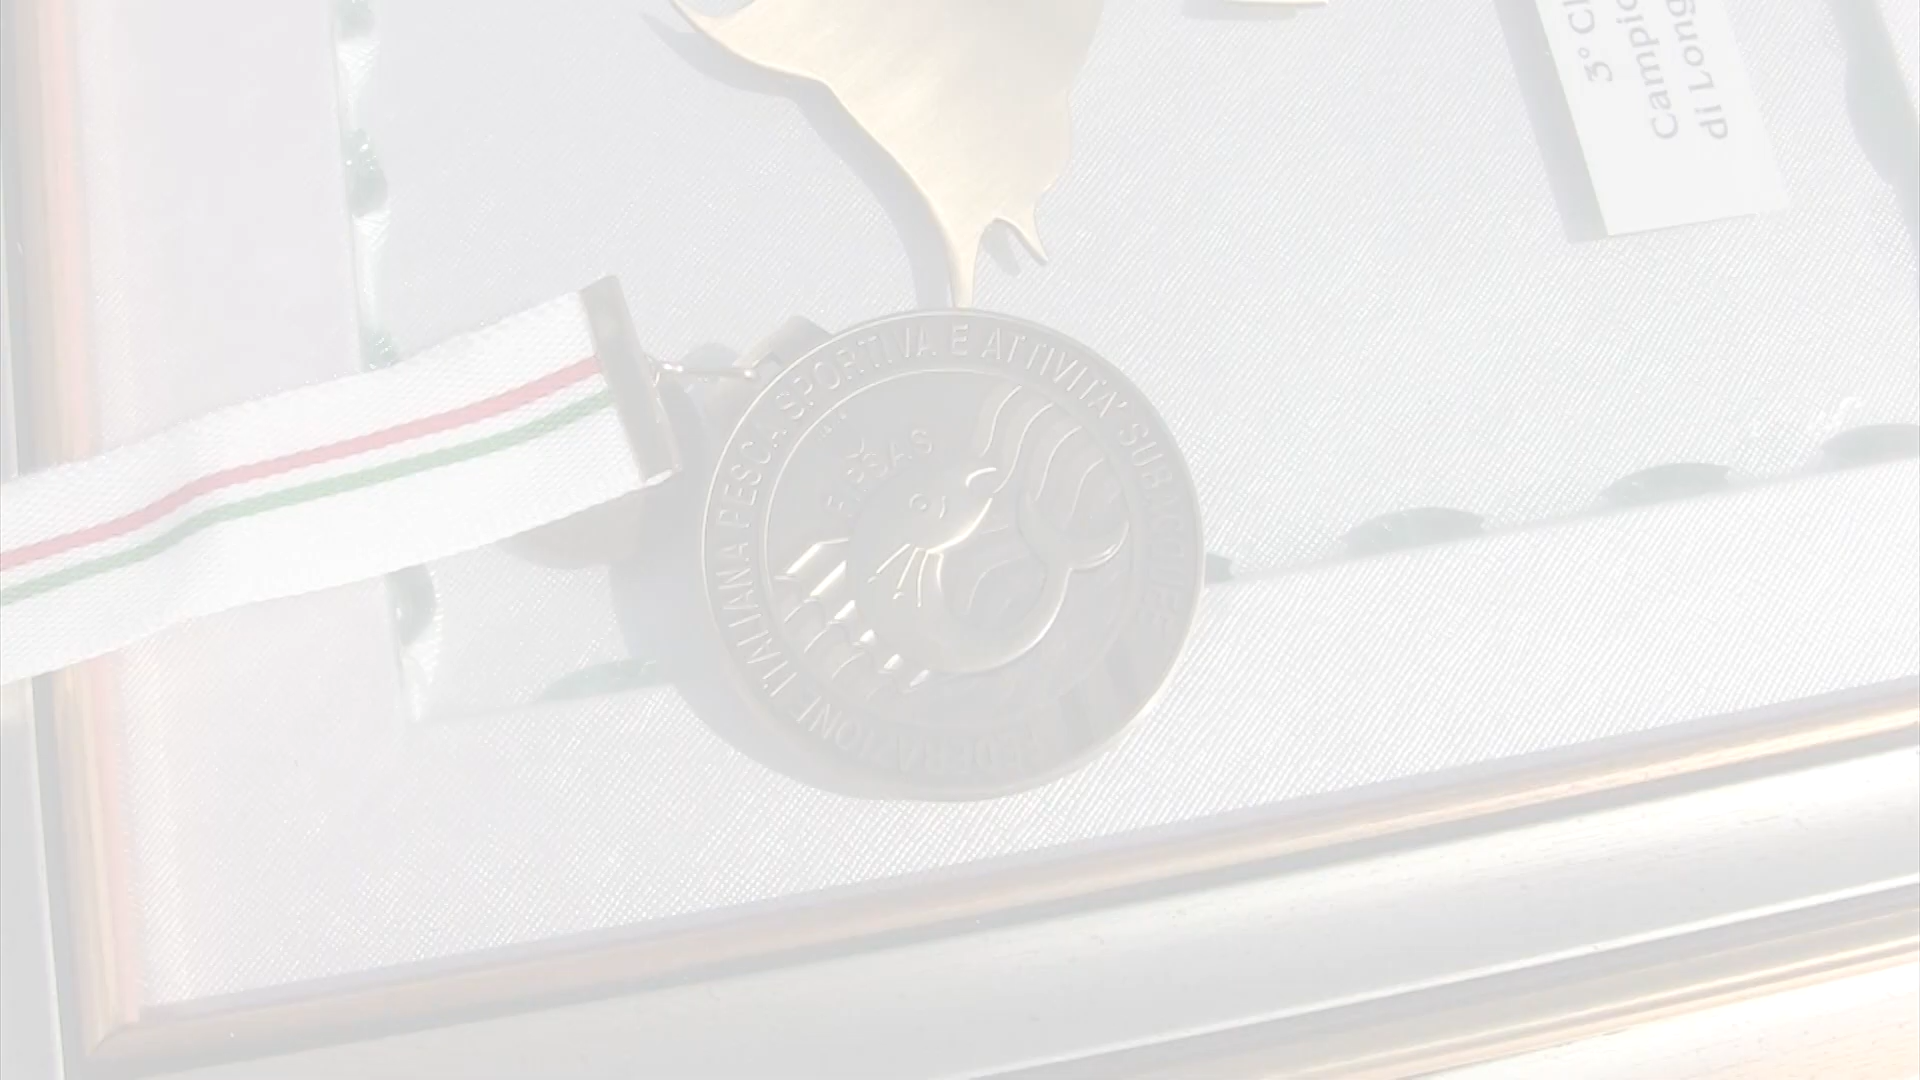 FEDERAZIONE ITALIANA PESCA SPORTIVA E ATTIVITA' SUBACQUEE
F.I.P.S.A.S
3° Cl
Campio
di Long